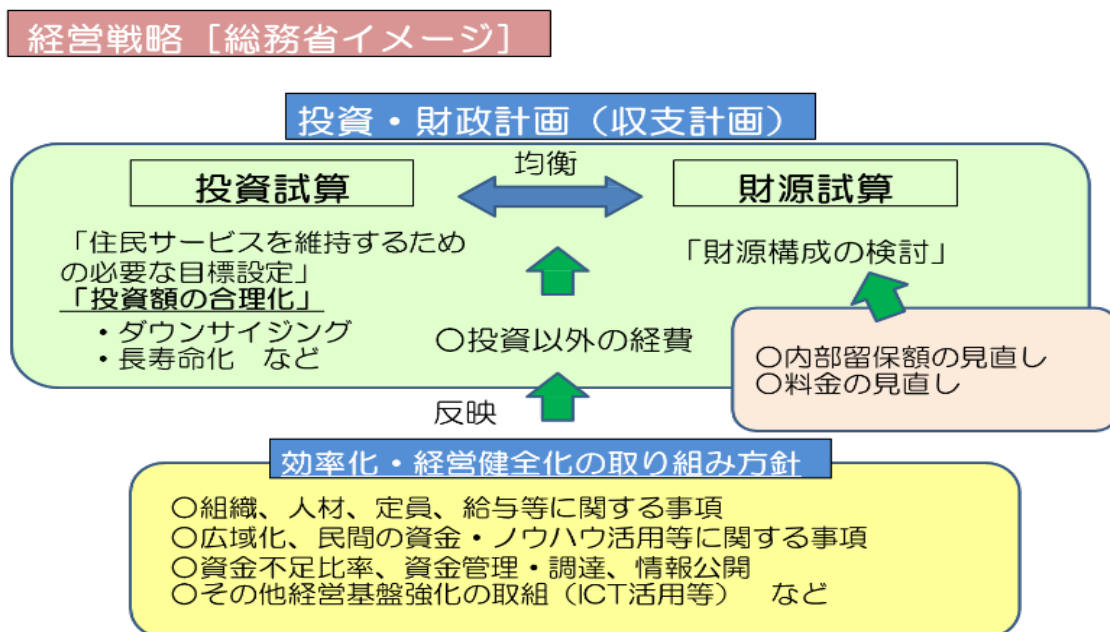 経営戦略［総務省イメージ］
投資・財政計画（収支計画）
均衡
投資試算
財源試算
「住民サービスを維持するため
の必要な目標設定」
「投資額の合理化」
・ダウンサイジング
・長寿命化　など
「財源構成の検討」
〇投資以外の経費
〇内部留保額の見直し
〇料金の見直し
反映
効率化・経営健全化の取り組み方針
〇組織、人材、定員、給与等に関する事項
〇広域化、民間の資金・ノウハウ活用等に関する事項
〇資金不足比率、資金管理・調達、情報公開
〇その他経営基盤強化の取組（ICT活用等）　など